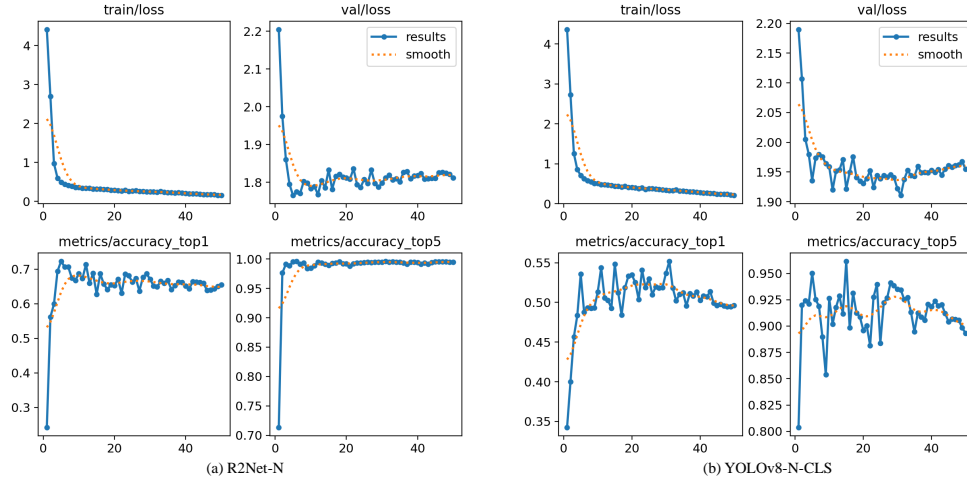 train/loss
val/loss
train/loss
val/loss
4
3
2
1
0
2.2
2.1
2.0
1.9
1.8
results
smooth
4
3
2
1
0
2.20
2.15
2.10
2.05
2.00
1.95
1.90
results
smooth
0 20 40
0 20 40
0 20 40
0 20 40
metrics/accuracy_top1
metrics/accuracy_top5
metrics/accuracy_top1
metrics/accuracy_top5
0.7
0.6
0.5
0.4
0.3
1.00
0.95
0.90
0.85
0.80
0.75
0.70
0.55
0.50
0.45
0.40
0.35
0.950
0.925
0.900
0.875
0.850
0.825
0.800
0 20 40
0 20 40
0 20 40
0 20 40
(a) R2Net-N
(b) YOLOv8-N-CLS